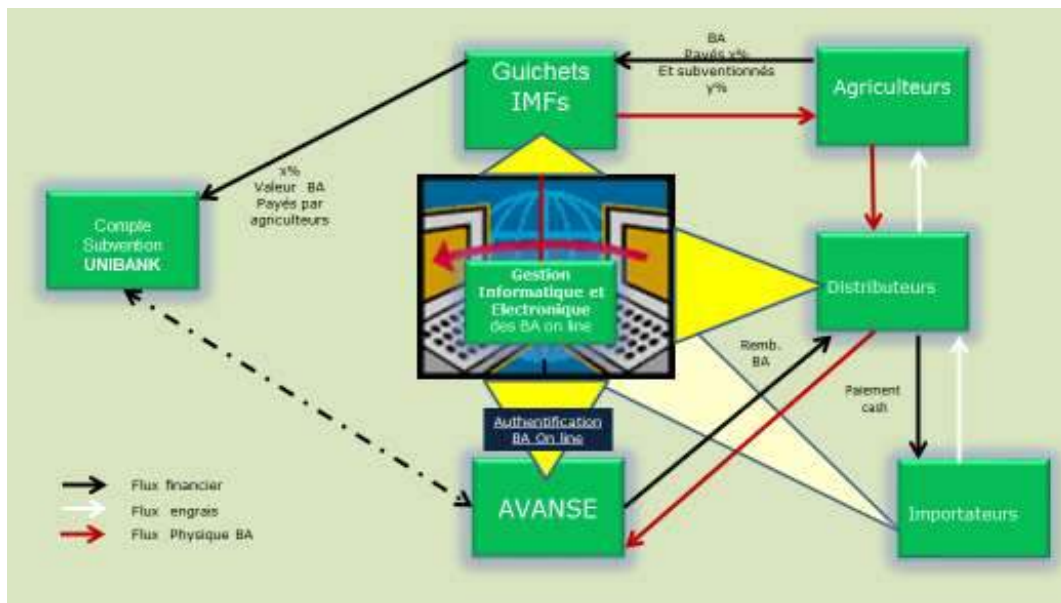 BA
Payés x%
Et subventionnés
y%
Guichets
IMFs
Agriculteurs
x%
Valeur BA
Payés par
agriculteurs
Compte
Subvention
UNIBANK
Gestion
Informatique et
Electronique
des BA on line
Distributeurs
Remb.
BA
Paiement
cash
Authentification
BA On line
AVANSE
Importateurs
Flux financier
Flux engrais
Flux Physique BA